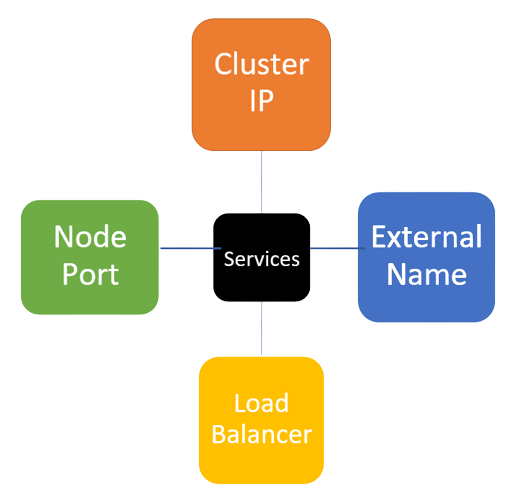 Cluster
IP
Node
Port
Services
External
Name
Load
Balancer